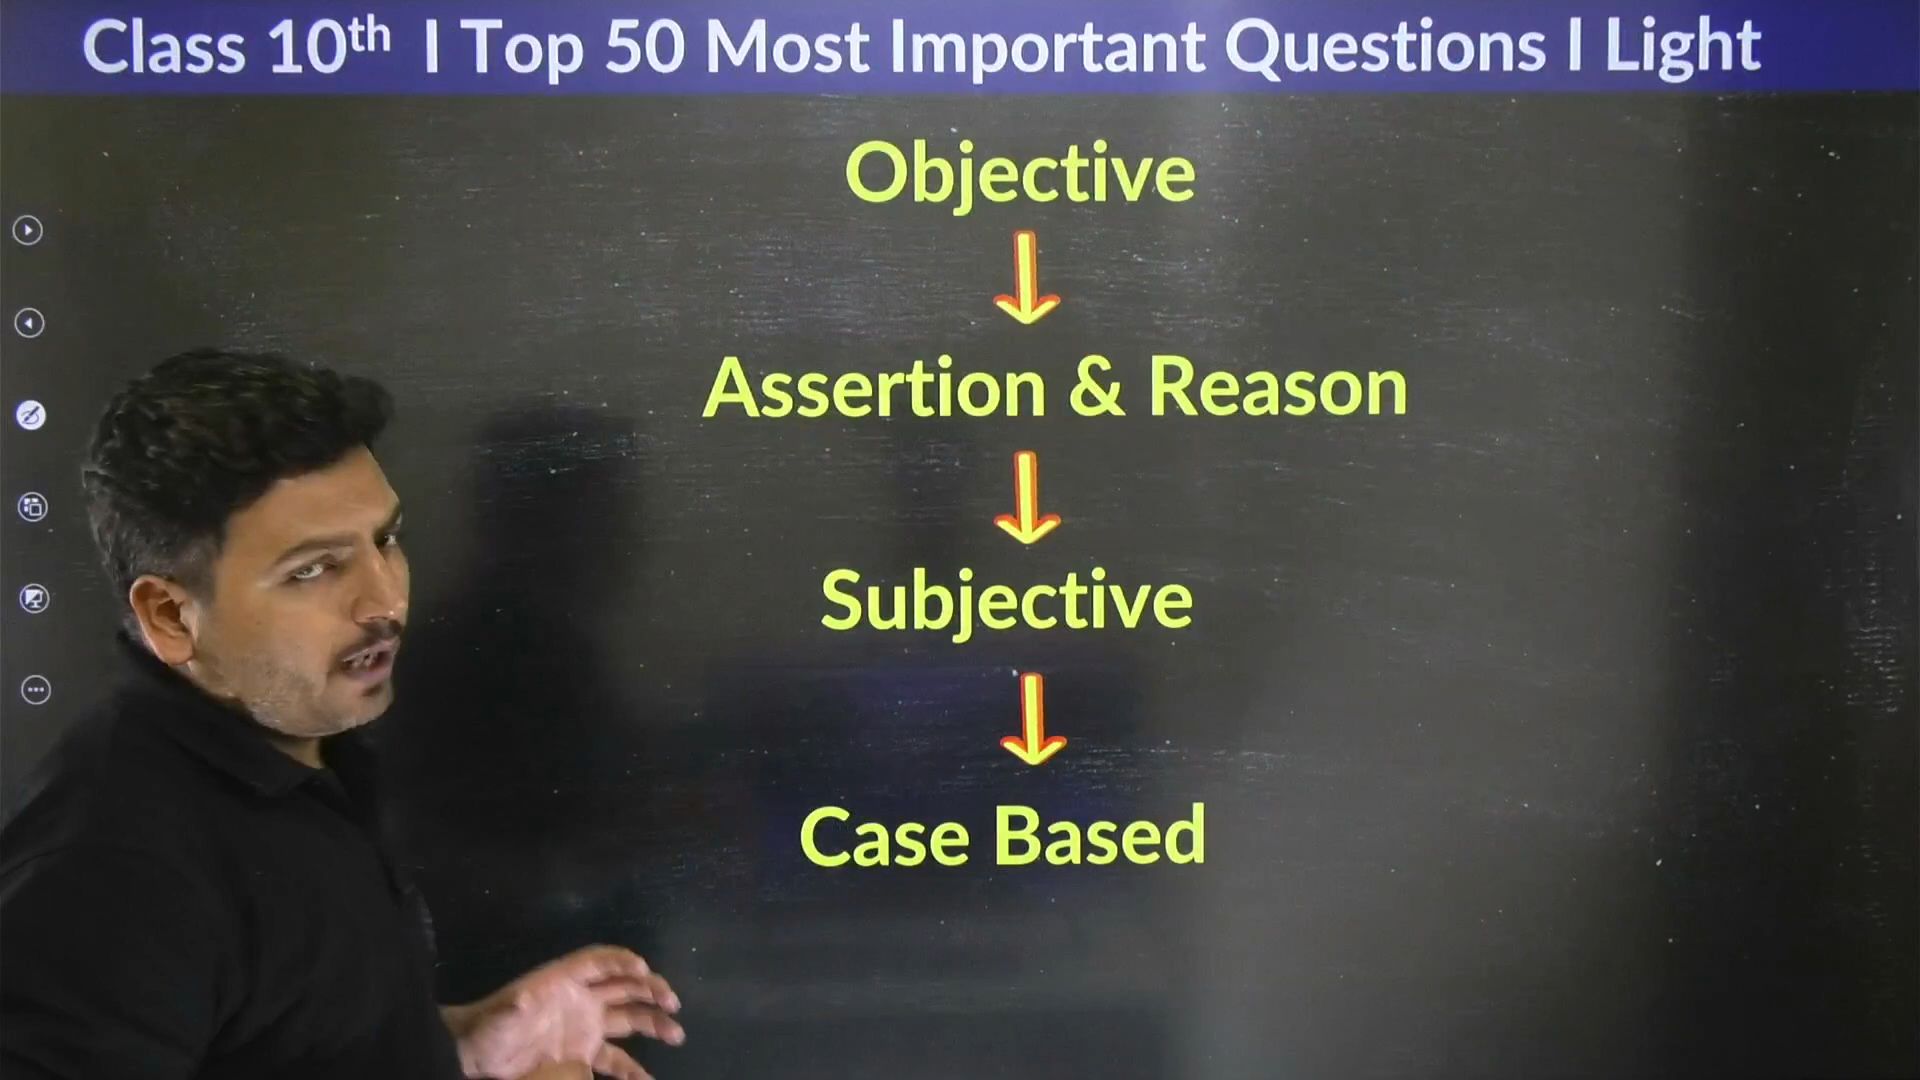 Class 10th I Top 50 Most Important Questions I Light
Objective
Assertion & Reason
Subjective
Case Based